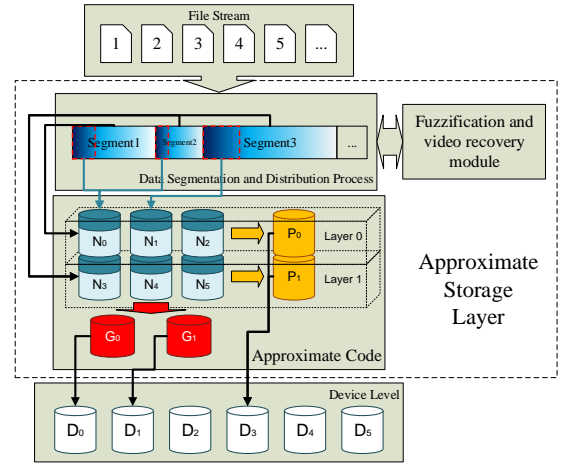 File Stream
1 2 3 4 5 ...
Segment1 Segment2 Segment3 ...
Data Segmentation and Distribution Process
Fuzzification and
video recovery
module
N0 N1 N2 P0 Layer 0
N3 N4 N5 P1 Layer 1
G0 G1
Approximate Code
Approximate
Storage
Layer
Device Level
D0 D1 D2 D3 D4 D5